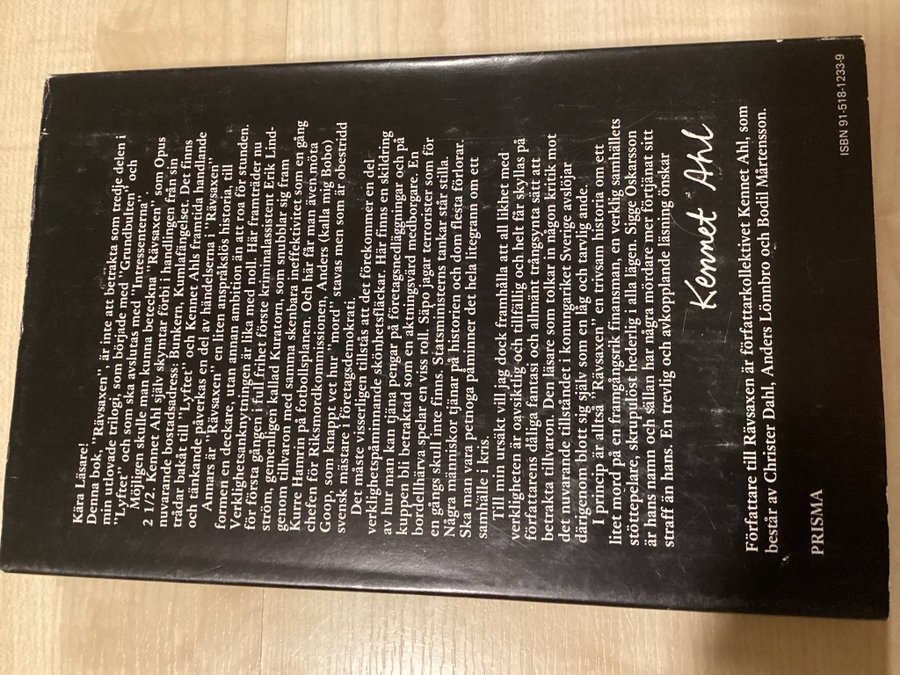 Kära Läsare!
Denna bok, "Rävsaxen", är inte att betrakta som tredje delen i
min utlovade trilogi, som började med "Grundbulten" och
"Lyftet" och som ska avslutas med "Intressenterna".
Möjligen skulle man kunna beteckna "Rävsaxen" som Opus
2 1/2. Kennet Ahl själv skymtar förbi i handlingen från sin
nuvarande bostadsadress: Bunkern, Kumlafängelset. Det finns
trådar bakåt till "Lyftet" och Kennet Ahls framtida handlande
och tänkande påverkas en del av händelserna i "Rävsaxen"
Annars är "Rävsaxen" en liten anspråkslös historia, till
formen en deckare, utan annan ambition än att roa för stunden.
Verklighetsanknytningen är lika med noll. Här framträder nu
för första gången i full frihet förste kriminalassistent Erik Lind-
ström, gemenligen kallad Kuratorn, som snubblar sig fram
genom tillvaron med samma skenbara ineffektivitet som en gång
Kurre Hamrin på fotbollsplanen. Och här får man även möta
chefen för Riksmordkommissionen, Anders (kalla mig Bobo)
Goop, som knappt vet hur "mord" stavas men som är obestridd
svensk mästare i företagsdemokrati.
Det måste visserligen tillstås att det förekommer en del
verklighetspåminnande skönhetsfläckar. Här finns en skildring
av hur man kan tjäna pengar på företagsnedläggningar och på
kuppen bli betraktad som en aktningsvärd medborgare. En
bordellhärva spelar en viss roll. Säpo jagar terrorister som för
en gångs skull inte finns. Statsministerns tankar står stilla.
Några människor tjänar på historien och dom flesta förlorar.
Ska man vara petnoga påminner det hela litegrann om ett
samhälle i kris.
Till min ursäkt vill jag dock framhålla att all likhet med
verkligheten är oavsiktlig och tillfällig och helt får skyllas på
författarens dåliga fantasi och allmänt trångsynta sätt att
betrakta tillvaron. Den läsare som tolkar in någon kritik mot
det nuvarande tillståndet i konungariket Sverige avslöjar
därigenom blott sig själv som en låg och tarvlig ande.
I princip är alltså "Rävsaxen" en trivsam historia om ett
litet mord på en framgångsrik finansman, en verklig samhällets
stöttepelare, skrupulöst hederlig i alla lägen. Sigge Oskarsson
är hans namn och sällan har några mördare mer förtjänat sitt
straff än hans. En trevlig och avkopplande läsning önskar
Kennet Ahl
Författare till Rävsaxen är författarkollektivet Kennet Ahl, som
består av Christer Dahl, Anders Lönnbro och Bodil Mårtensson.
PRISMA
ISBN 91-518-1233-9